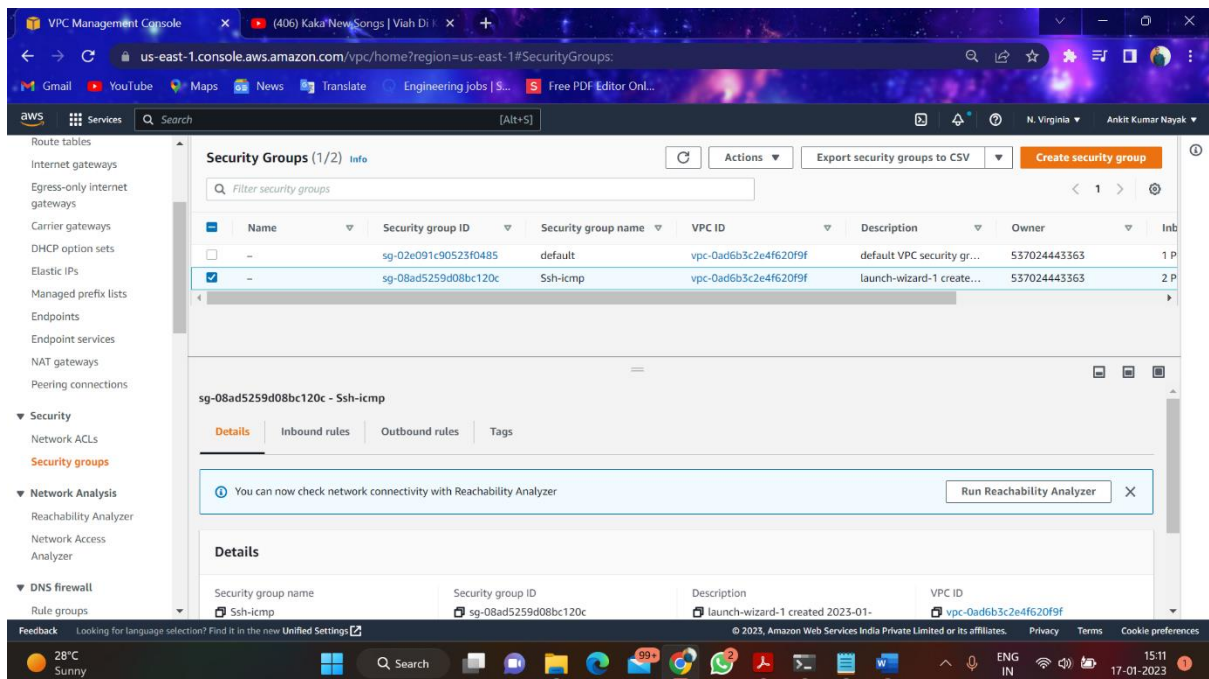 VPC Management Console
(406) Kaka New Songs | Viah Di K
us-east-1.console.aws.amazon.com/vpc/home?region=us-east-1#SecurityGroups:
Gmail YouTube Maps News Translate Engineering jobs | S... Free PDF Editor Onl...
aws Services Search [Alt+S] N. Virginia Ankit Kumar Nayak
Route tables
Internet gateways
Egress-only internet
gateways
Carrier gateways
DHCP option sets
Elastic IPs
Managed prefix lists
Endpoints
Endpoint services
NAT gateways
Peering connections
Security
Network ACLs
Security groups
Network Analysis
Reachability Analyzer
Network Access
Analyzer
DNS firewall
Rule groups
Security Groups (1/2) Info Actions Export security groups to CSV Create security group
Filter security groups 1
Name Security group ID Security group name VPC ID Description Owner Inb
– sg-02e091c90523f0485 default vpc-0ad6b3c2e4f620f9f default VPC security gr... 537024443363 1 P
– sg-08ad5259d08bc120c Ssh-icmp vpc-0ad6b3c2e4f620f9f launch-wizard-1 create... 537024443363 2 P
sg-08ad5259d08bc120c - Ssh-icmp
Details Inbound rules Outbound rules Tags
You can now check network connectivity with Reachability Analyzer Run Reachability Analyzer
Details
Security group name Security group ID Description VPC ID
Ssh-icmp sg-08ad5259d08bc120c launch-wizard-1 created 2023-01- vpc-0ad6b3c2e4f620f9f
Feedback Looking for language selection? Find it in the new Unified Settings © 2023, Amazon Web Services India Private Limited or its affiliates. Privacy Terms Cookie preferences
28°C
Sunny
Search
99+
2
ENG
IN
15:11
17-01-2023
1